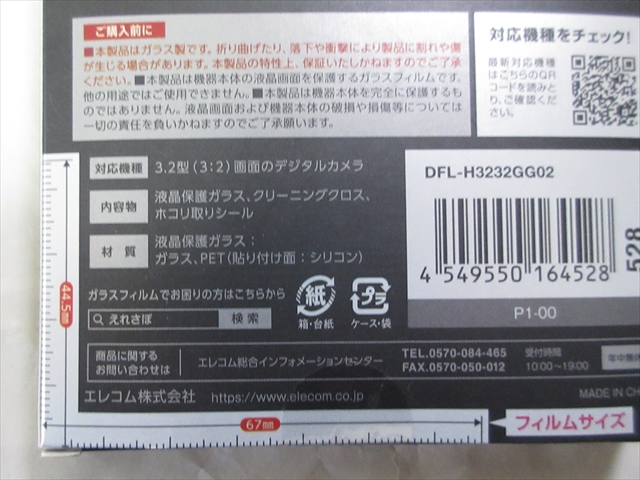 ご購入前に
■本製品はガラス製です。折り曲げたり、落下や衝撃により製品に割れや傷
が生じる場合があります。本製品の特性上、保証いたしかねますのでご了承
ください。■本製品は機器本体の液晶画面を保護するガラスフィルムです。
他の用途ではご使用できません。■本製品は機器本体を完全に保護するも
のではありません。液晶画面および機器本体の破損や損傷等については
一切の責任を負いかねますのでご了承願います。
対応機種をチェック!
最新対応機種
はこちらのQR
コードを読みと
り、ご確認くだ
さい。
対応機種 3.2型(3:2)画面のデジタルカメラ
内容物 液晶保護ガラス、クリーニングクロス、
ホコリ取りシール
材質 液晶保護ガラス:
ガラス、PET(貼り付け面:シリコン)
DFL-H3232GG02
4 549550 164528
528
P1-00
ガラスフィルムでお困りの方はこちらから
えれさぽ 検索
紙
箱・台紙
プラ
ケース・袋
商品に関する
お問い合わせは
エレコム総合インフォメーションセンター
TEL.0570-084-465
FAX.0570-050-012
受付時間
10:00~19:00
年中無
エレコム株式会社 https://www.elecom.co.jp
MADE IN CH
44.5mm
67mm
フィルムサイズ